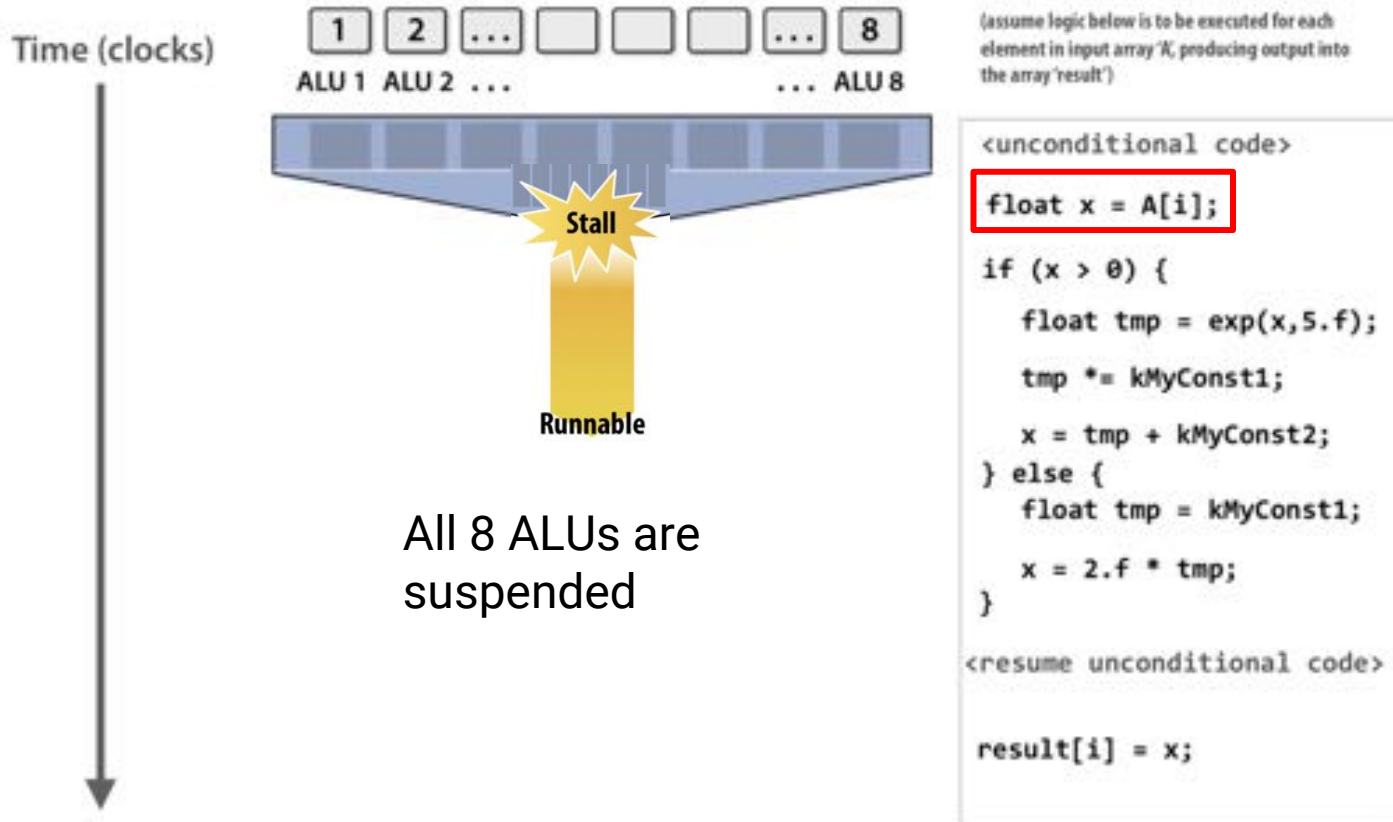 Time (clocks)
1 2 ... ... 8
ALU 1 ALU 2 ... ... ALU 8
Stall
Runnable
All 8 ALUs are
suspended
(assume logic below is to be executed for each
element in input array 'A', producing output into
the array 'result')
<unconditional code>
float x = A[i];
if (x > 0) {
float tmp = exp(x,5.f);
tmp *= kMyConst1;
x = tmp + kMyConst2;
} else {
float tmp = kMyConst1;
x = 2.f * tmp;
}
<resume unconditional code>
result[i] = x;